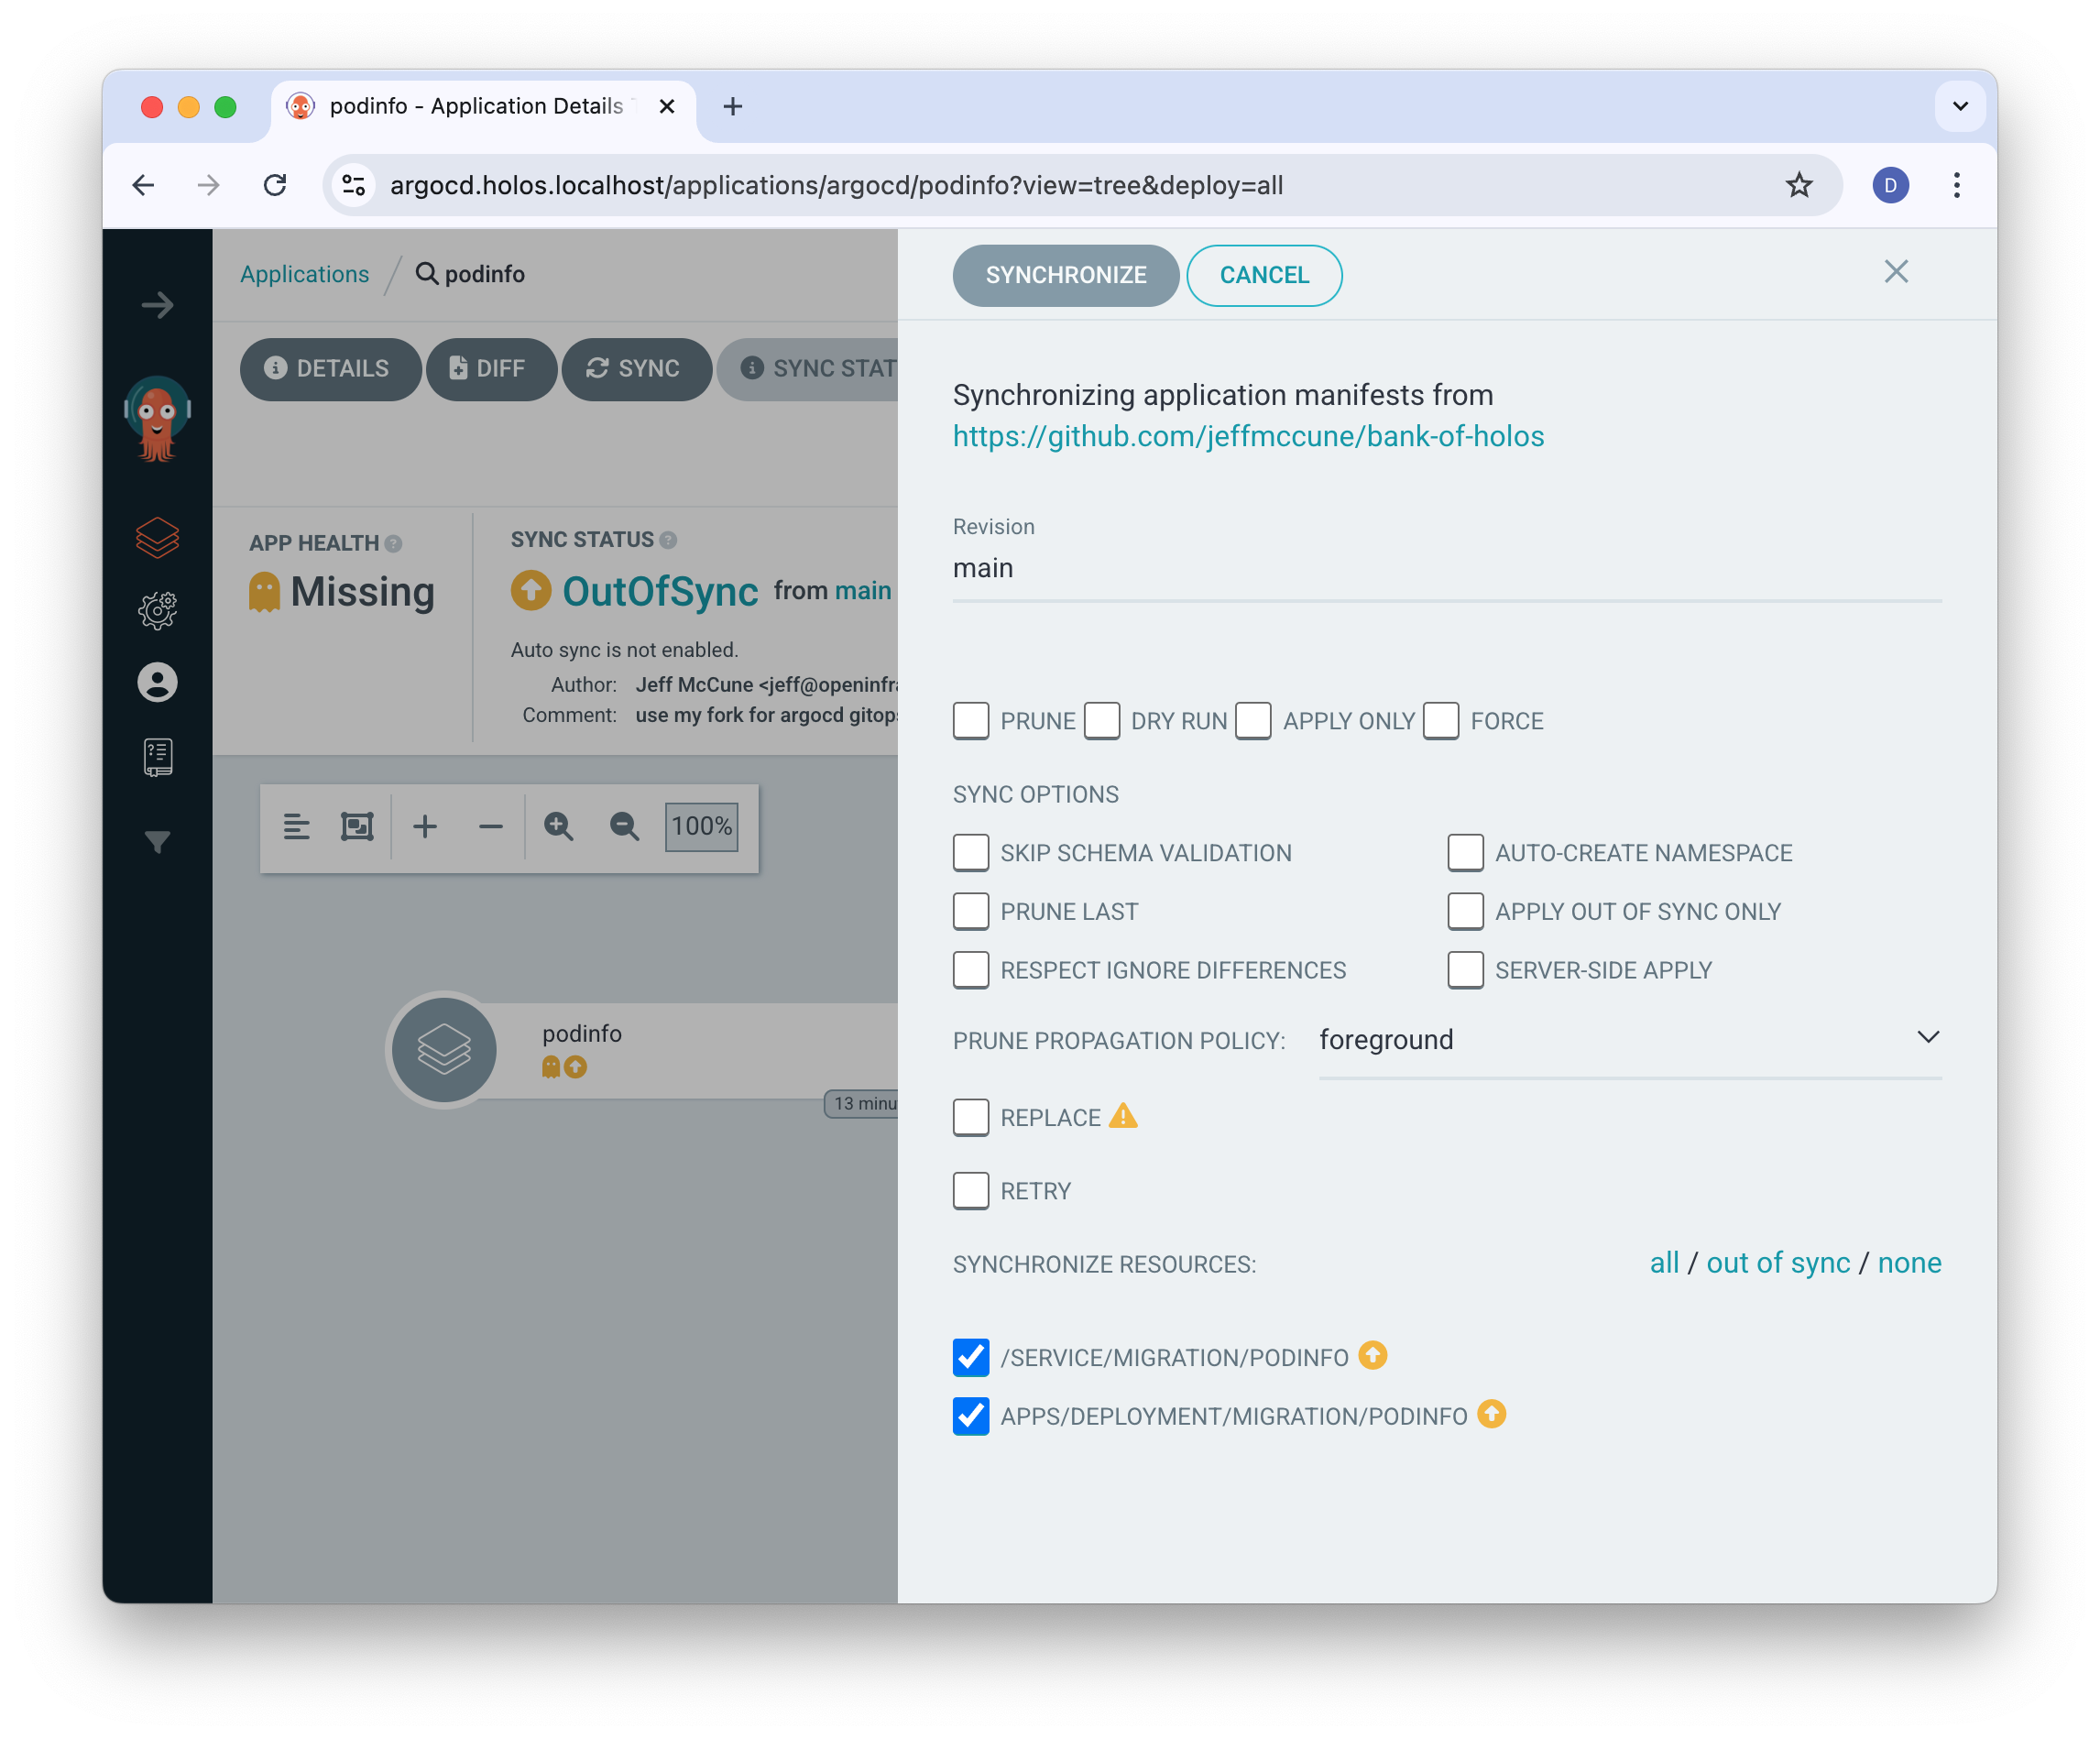 podinfo - Application Details
argocd.holos.localhost/applications/argocd/podinfo?view=tree&deploy=all
D
Applications / podinfo
DETAILS DIFF SYNC SYNC STAT
APP HEALTH
Missing
SYNC STATUS
OutOfSync from main
Auto sync is not enabled.
Author: Jeff McCune <jeff@openinfra
Comment: use my fork for argocd gitops
100%
podinfo
13 minu
SYNCHRONIZE CANCEL
Synchronizing application manifests from
https://github.com/jeffmccune/bank-of-holos
Revision
main
PRUNE DRY RUN APPLY ONLY FORCE
SYNC OPTIONS
SKIP SCHEMA VALIDATION AUTO-CREATE NAMESPACE
PRUNE LAST APPLY OUT OF SYNC ONLY
RESPECT IGNORE DIFFERENCES SERVER-SIDE APPLY
PRUNE PROPAGATION POLICY: foreground
REPLACE
RETRY
SYNCHRONIZE RESOURCES: all / out of sync / none
/SERVICE/MIGRATION/PODINFO
APPS/DEPLOYMENT/MIGRATION/PODINFO